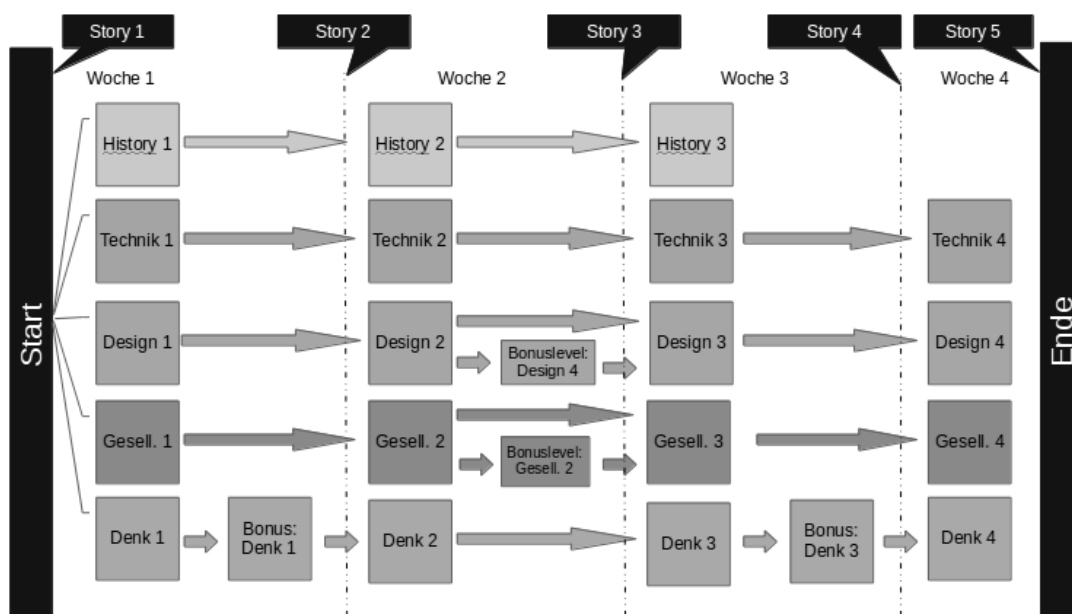 Story 1
Story 2
Story 3
Story 4
Story 5
Woche 1
Woche 2
Woche 3
Woche 4
Start
History 1
History 2
History 3
Technik 1
Technik 2
Technik 3
Technik 4
Design 1
Design 2
Bonuslevel:
Design 4
Design 3
Design 4
Gesell. 1
Gesell. 2
Bonuslevel:
Gesell. 2
Gesell. 3
Gesell. 4
Denk 1
Bonus:
Denk 1
Denk 2
Denk 3
Bonus:
Denk 3
Denk 4
Ende